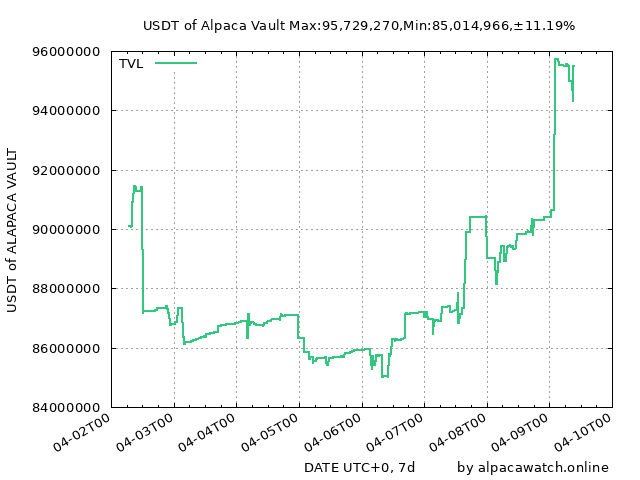 USDT of Alpaca Vault Max:95,729,270,Min:85,014,966,±11.19%
TVL
USDT of ALAPACA VAULT
96000000
94000000
92000000
90000000
88000000
86000000
84000000
04-02T00
04-03T00
04-04T00
04-05T00
04-06T00
04-07T00
04-08T00
04-09T00
04-10T00
DATE UTC+0, 7d
by alpacawatch.online